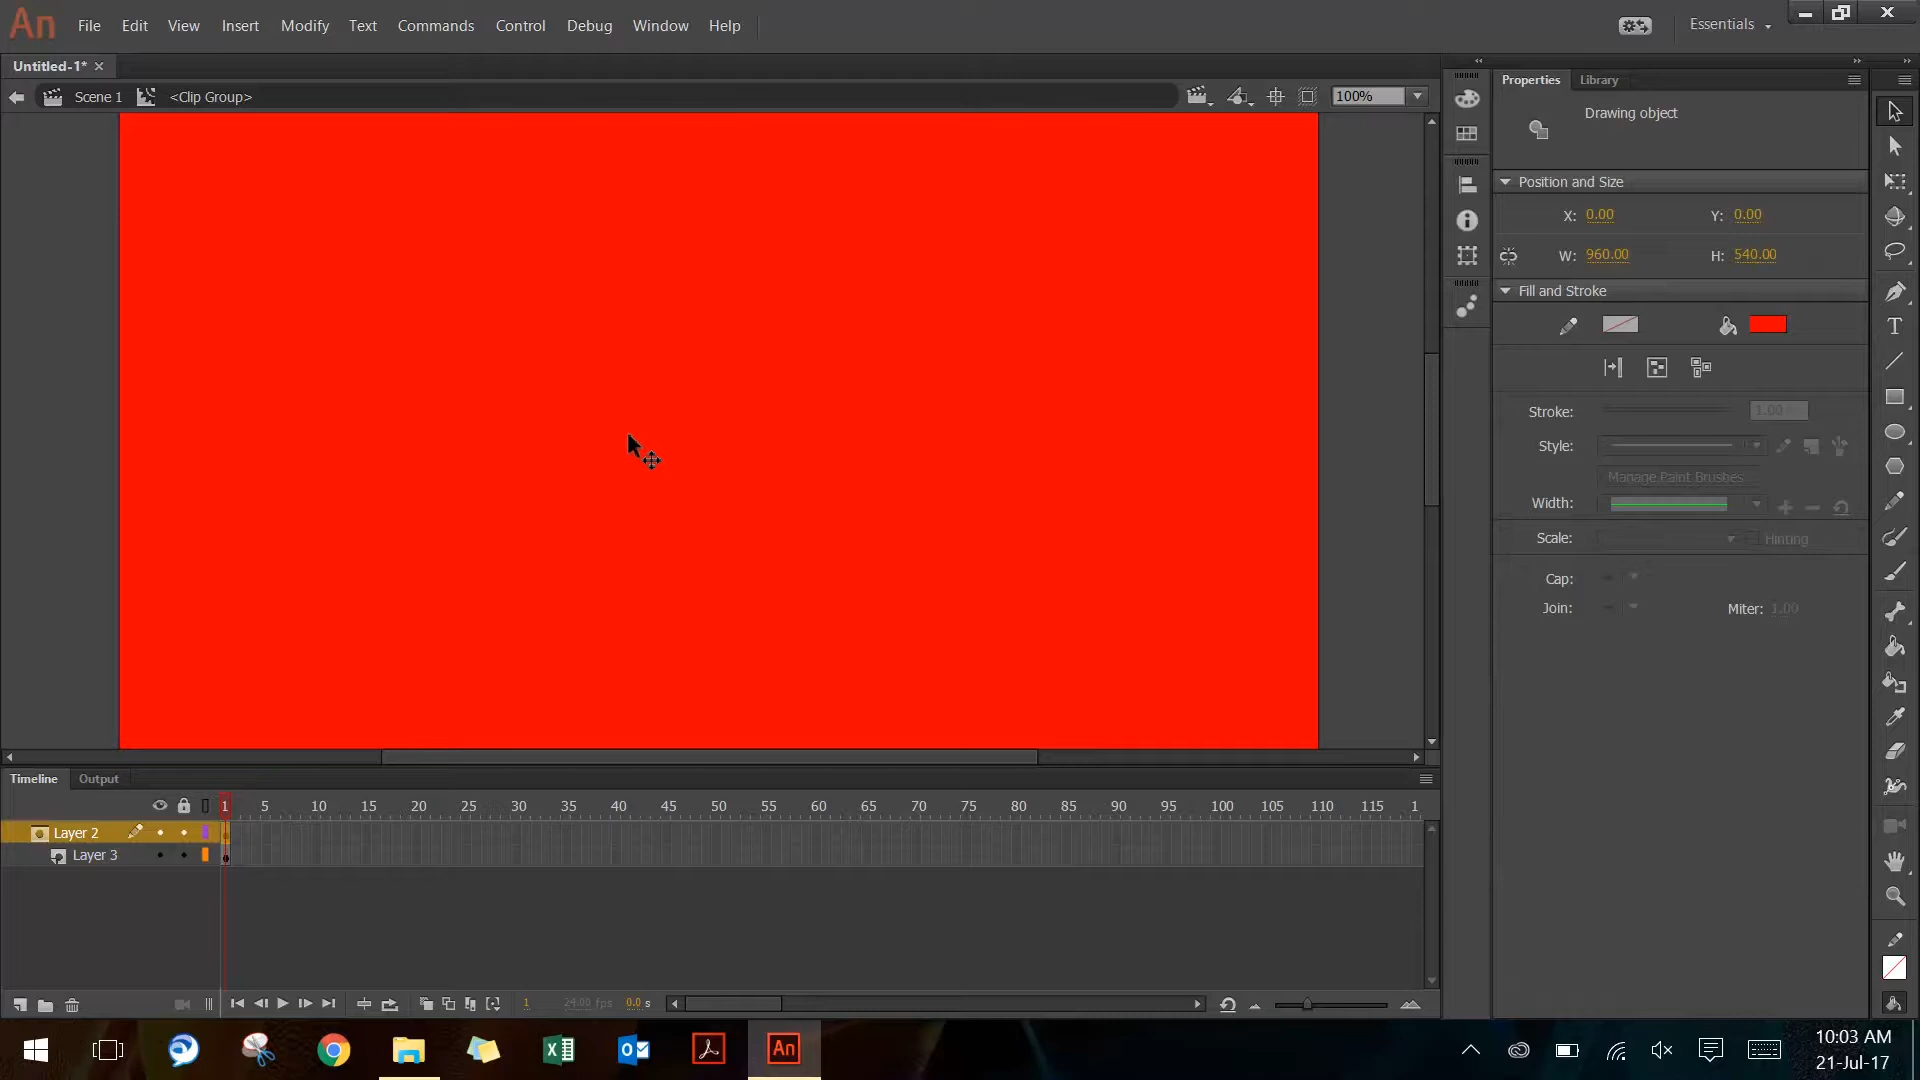 An File Edit View Insert Modify Text Commands Control Debug Window Help Essentials
Untitled-1*
Scene 1 <Clip Group> 100%
Properties Library
Drawing object
Position and Size
X: 0.00 Y: 0.00
W: 960.00 H: 540.00
Fill and Stroke
Stroke: 1.00
Style:
Manage Paint Brushes
Width:
Scale: Hinting
Cap:
Join: Miter: 1.00
Timeline Output
1 5 10 15 20 25 30 35 40 45 50 55 60 65 70 75 80 85 90 95 100 105 110 115 1
Layer 2
Layer 3
1 24.00 fps 0.0 s
An
10:03 AM
21-Jul-17